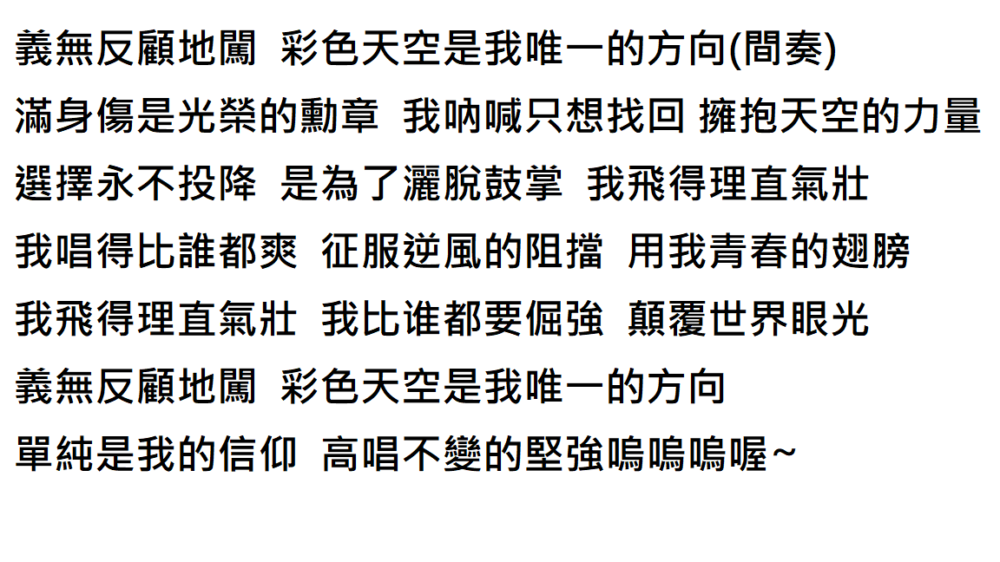 義無反顧地闖 彩色天空是我唯一的方向(間奏)
滿身傷是光榮的勳章 我吶喊只想找回 擁抱天空的力量
選擇永不投降 是為了灑脫鼓掌 我飛得理直氣壯
我唱得比誰都爽 征服逆風的阻擋 用我青春的翅膀
我飛得理直氣壯 我比谁都要倔強 顛覆世界眼光
義無反顧地闖 彩色天空是我唯一的方向
單純是我的信仰 高唱不變的堅強嗚嗚嗚喔~